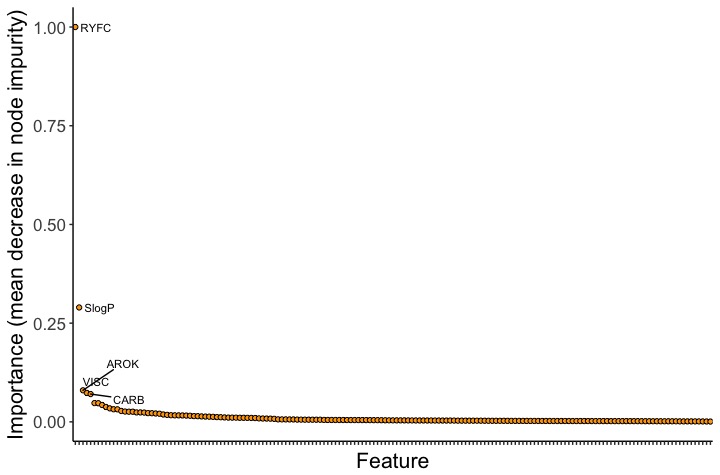 Importance (mean decrease in node impurity)
1.00
0.75
0.50
0.25
0.00
RYFC
SlogP
AROK
VISC
CARB
Feature